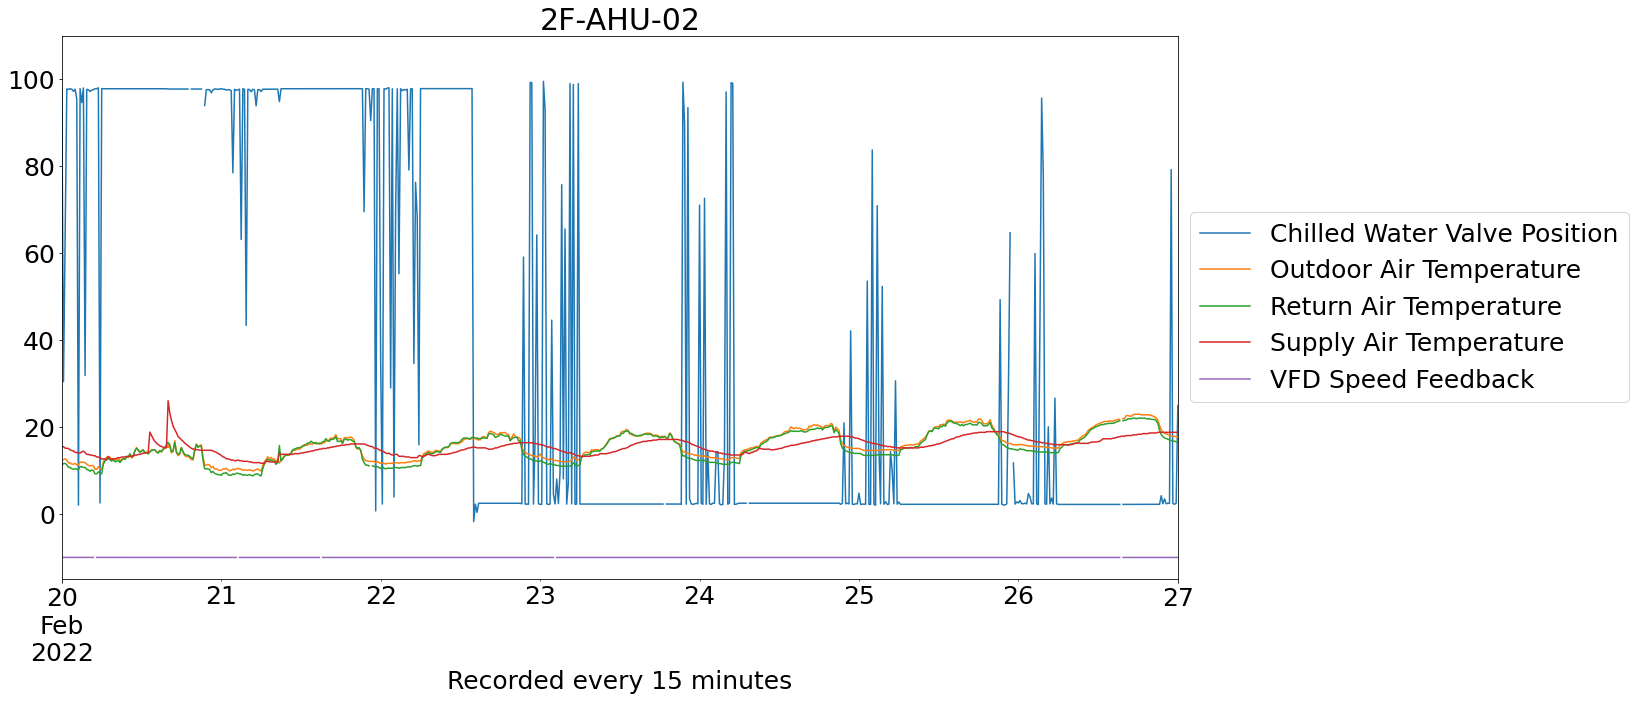 2F-AHU-02
100
80
60
40
20
0
Chilled Water Valve Position
Outdoor Air Temperature
Return Air Temperature
Supply Air Temperature
VFD Speed Feedback
20 21 22 23 24 25 26 27
Feb
2022
Recorded every 15 minutes